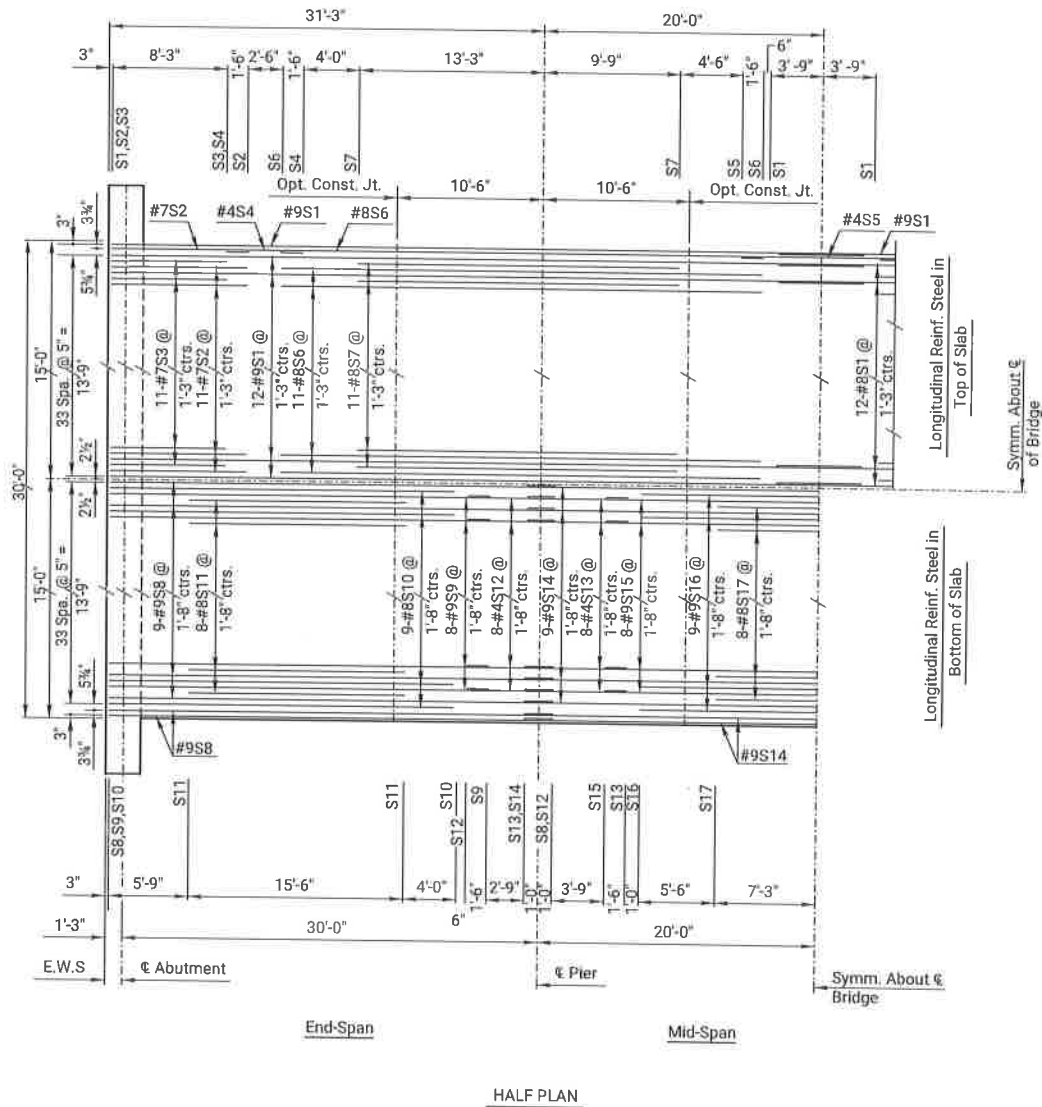 31'-3"
20'-0"
6"
3"
8'-3"
1'-6"
2'-6"
1'-6"
4'-0"
13'-3"
9'-9"
4'-6"
1'-6"
3'-9"
3'-9"
S1,S2,S3
S3,S4
S2
S6
S4
S7
S7
S5
S6
S1
S1
Opt. Const. Jt.
10'-6"
10'-6"
Opt. Const. Jt.
3"
3¾"
#7S2
#4S4
#9S1
#8S6
#4S5
#9S1
30'-0"
15'-0"
33 Spa. @ 5" =
13'-9"
5¾"
2½"
11-#7S3 @
1'-3" ctrs.
11-#7S2 @
1'-3" ctrs.
12-#9S1 @
1'-3" ctrs.
11-#8S6 @
1'-3" ctrs.
11-#8S7 @
1'-3" ctrs.
12-#8S1 @
1'-3" ctrs.
Longitudinal Reinf. Steel in
Top of Slab
Symm. About ℄
of Bridge
15'-0"
33 Spa. @ 5" =
13'-9"
2½"
5¾"
3"
3¾"
9-#9S8 @
1'-8" ctrs.
8-#8S11 @
1'-8" ctrs.
9-#8S10 @
1'-8" ctrs.
8-#9S9 @
1'-8" ctrs.
8-#4S12 @
1'-8" ctrs.
9-#9S14 @
1'-8" ctrs.
8-#4S13 @
1'-8" ctrs.
8-#9S15 @
1'-8" ctrs.
9-#9S16 @
1'-8" ctrs.
8-#8S17 @
1'-8" ctrs.
Longitudinal Reinf. Steel in
Bottom of Slab
#9S8
#9S14
S8,S9,S10
S11
S11
S10
S12
S9
S13,S14
S8,S12
S15
S13
S16
S17
3"
5'-9"
15'-6"
4'-0"
6"
1'-6"
2'-9"
1'-0"
1'-0"
3'-9"
1'-6"
1'-0"
5'-6"
7'-3"
1'-3"
30'-0"
20'-0"
E.W.S
℄ Abutment
℄ Pier
Symm. About ℄
Bridge
End-Span
Mid-Span
HALF PLAN